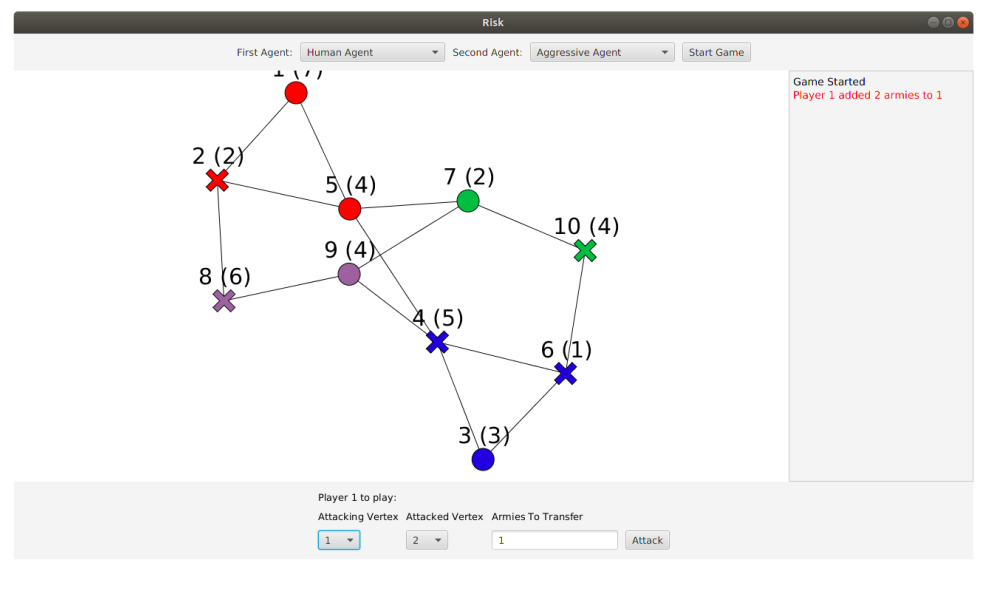 Risk
First Agent: Human Agent Second Agent: Aggressive Agent Start Game
Game Started
Player 1 added 2 armies to 1
1 (7)
2 (2)
5 (4)
7 (2)
10 (4)
9 (4)
8 (6)
4 (5)
6 (1)
3 (3)
Player 1 to play:
Attacking Vertex Attacked Vertex Armies To Transfer
1 2 1 Attack